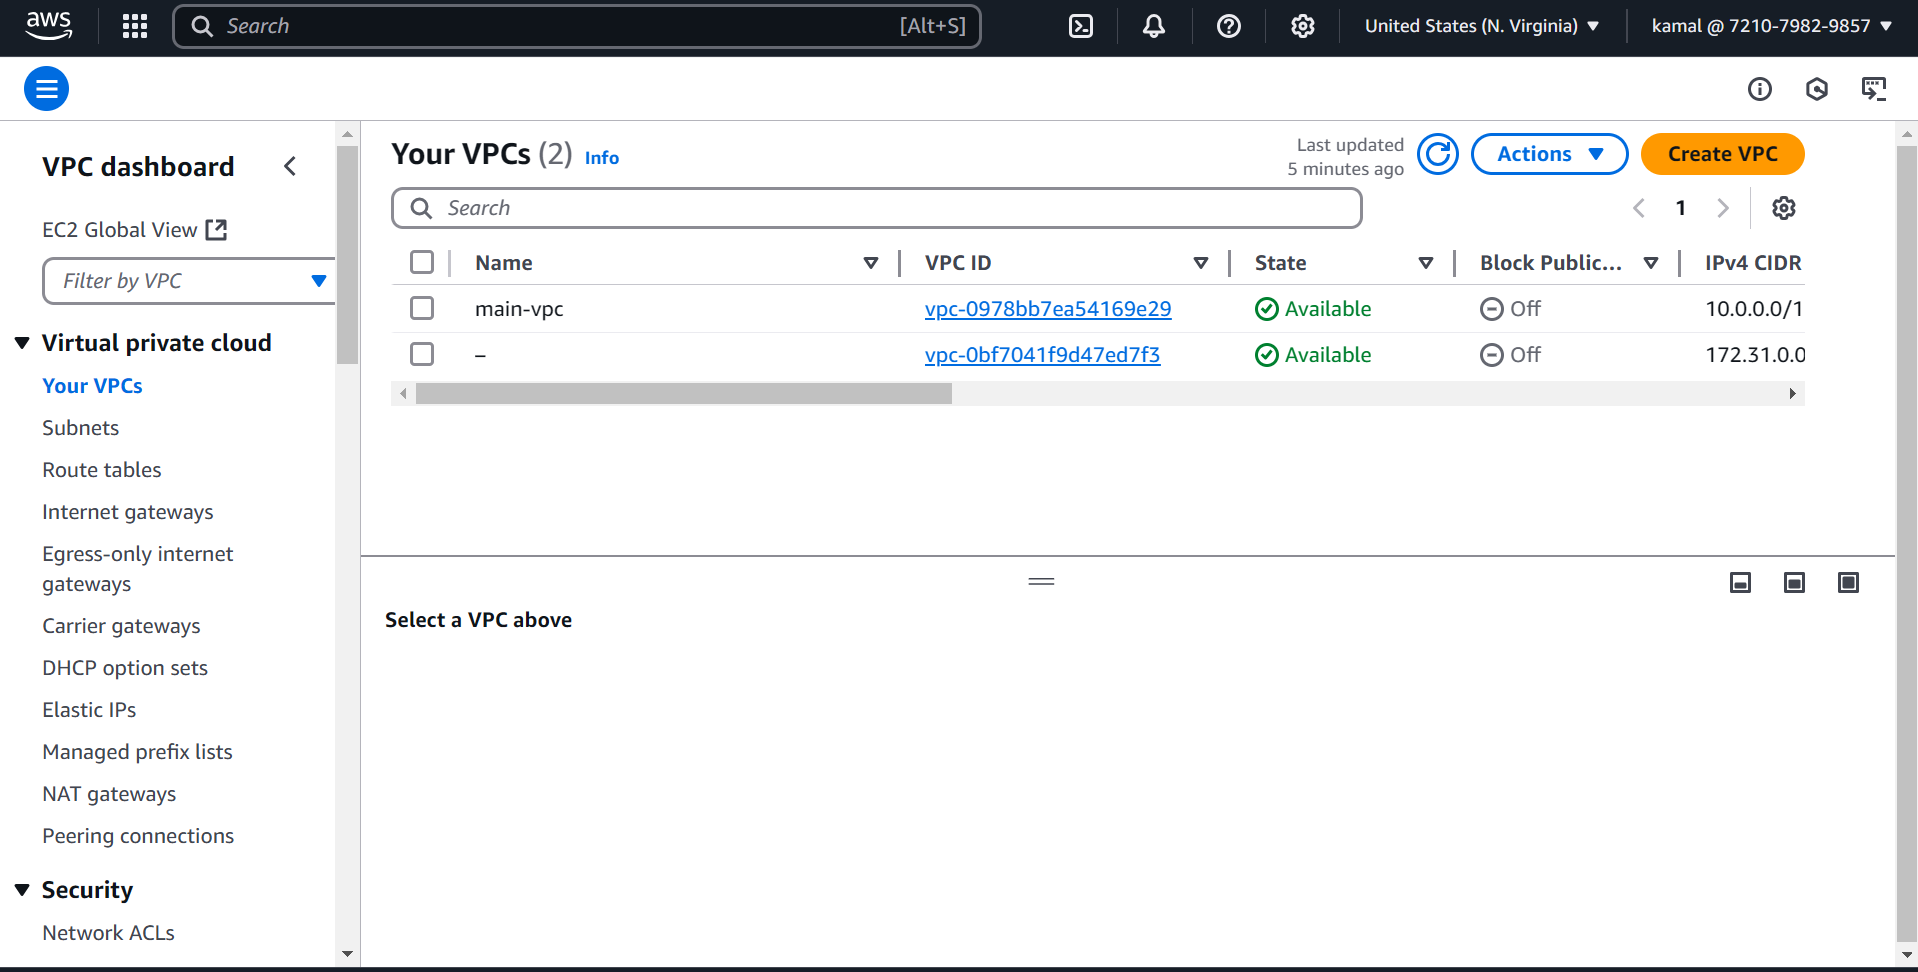 aws
Search [Alt+S]
United States (N. Virginia)
kamal @ 7210-7982-9857
VPC dashboard
EC2 Global View
Filter by VPC
Virtual private cloud
Your VPCs
Subnets
Route tables
Internet gateways
Egress-only internet
gateways
Carrier gateways
DHCP option sets
Elastic IPs
Managed prefix lists
NAT gateways
Peering connections
Security
Network ACLs
Your VPCs (2) Info
Last updated
5 minutes ago
Actions
Create VPC
Search
1
Name VPC ID State Block Public... IPv4 CIDR
main-vpc vpc-0978bb7ea54169e29 Available Off 10.0.0.0/1
– vpc-0bf7041f9d47ed7f3 Available Off 172.31.0.0
Select a VPC above